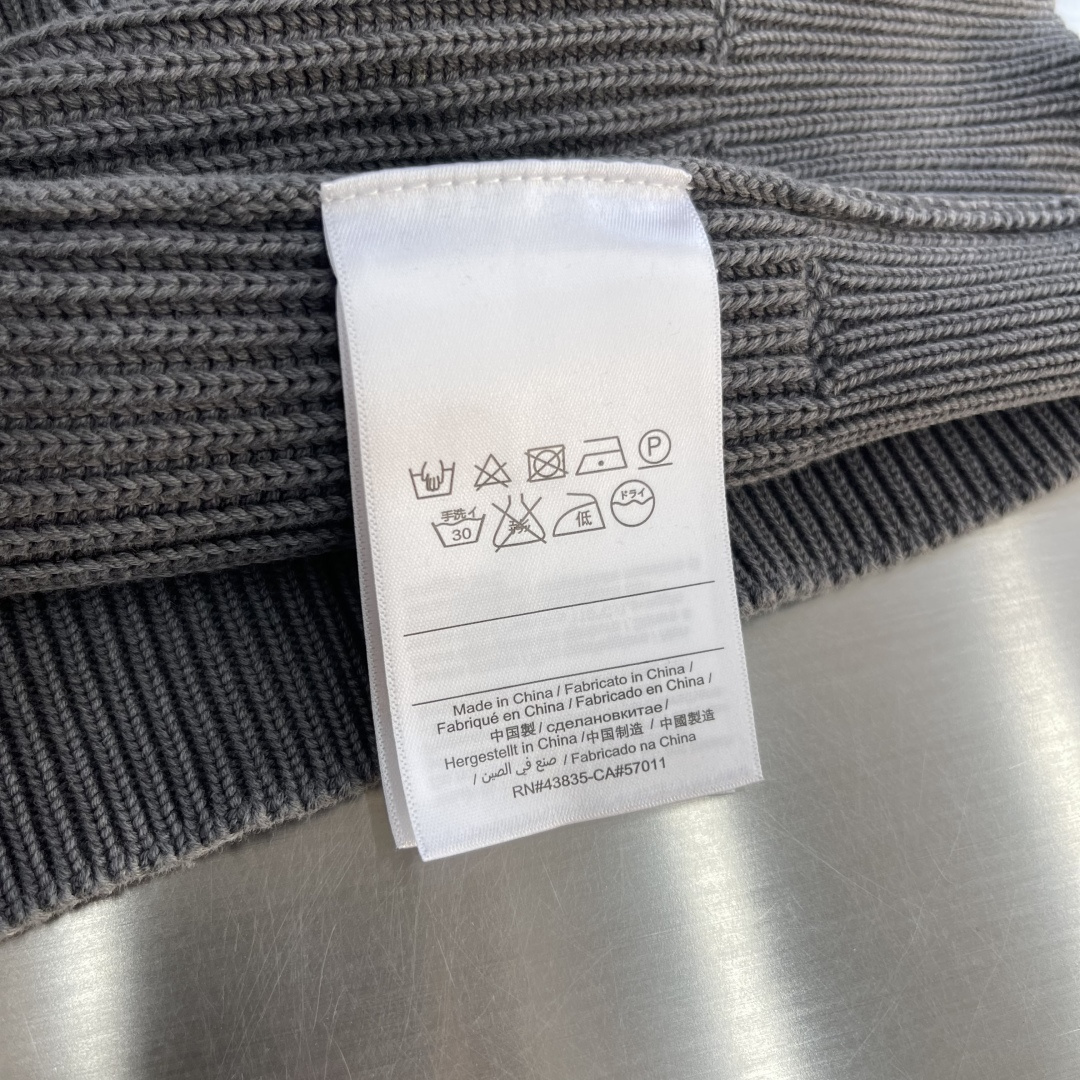 P
手洗イ
30
低
ドライ
Made in China / Fabricato in China /
Fabriqué en China / Fabricado en China /
中国製 / сделановкитае /
Hergestellt in China /中国制造 / 中國製造
/ صنع في الصين / Fabricado na China
RN#43835-CA#57011